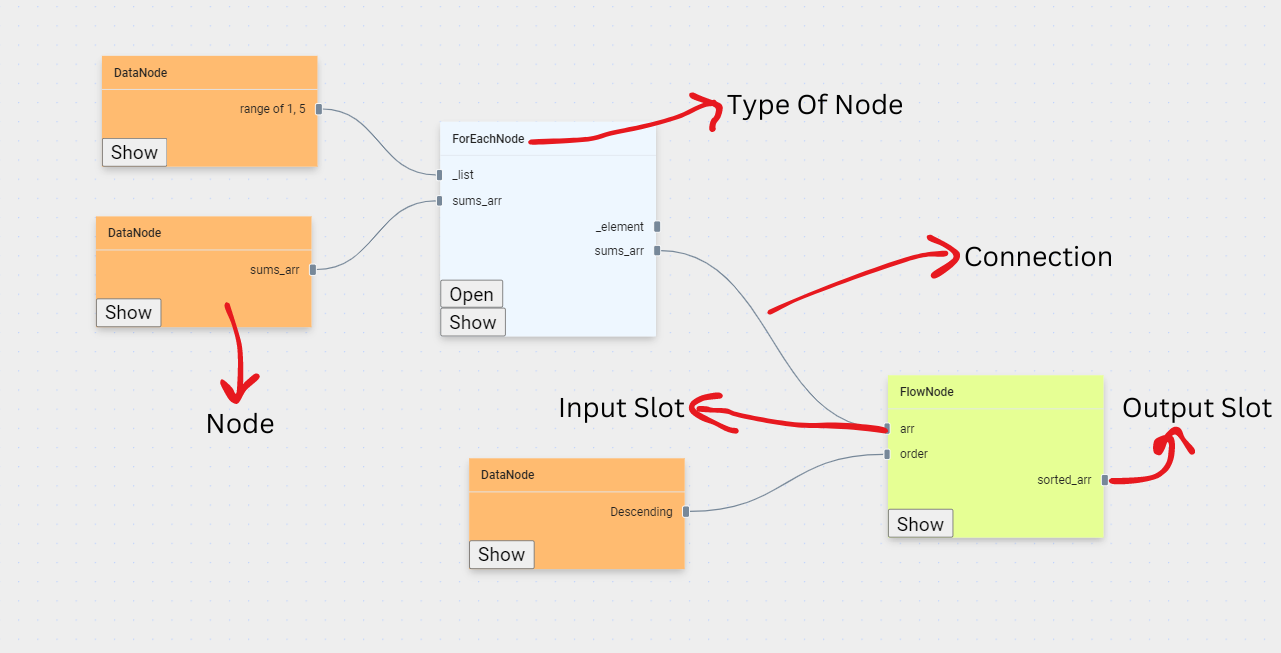 DataNode
range of 1, 5
Show
Type Of Node
ForEachNode
_list
sums_arr
_element
sums_arr
Open
Show
DataNode
sums_arr
Show
Node
Connection
Input Slot
FlowNode
arr
order
sorted_arr
Show
Output Slot
DataNode
Descending
Show